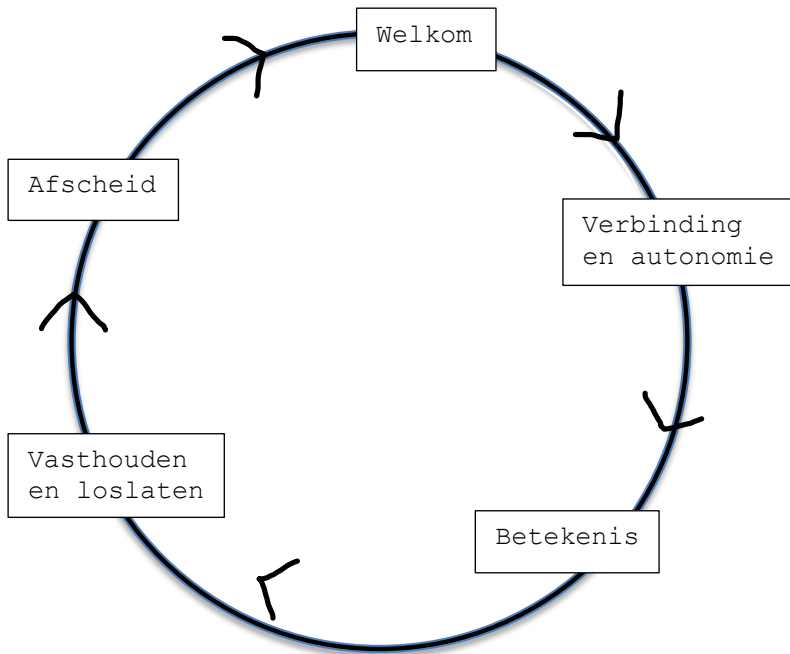 Welkom
Verbinding
en autonomie
Betekenis
Vasthouden
en loslaten
Afscheid